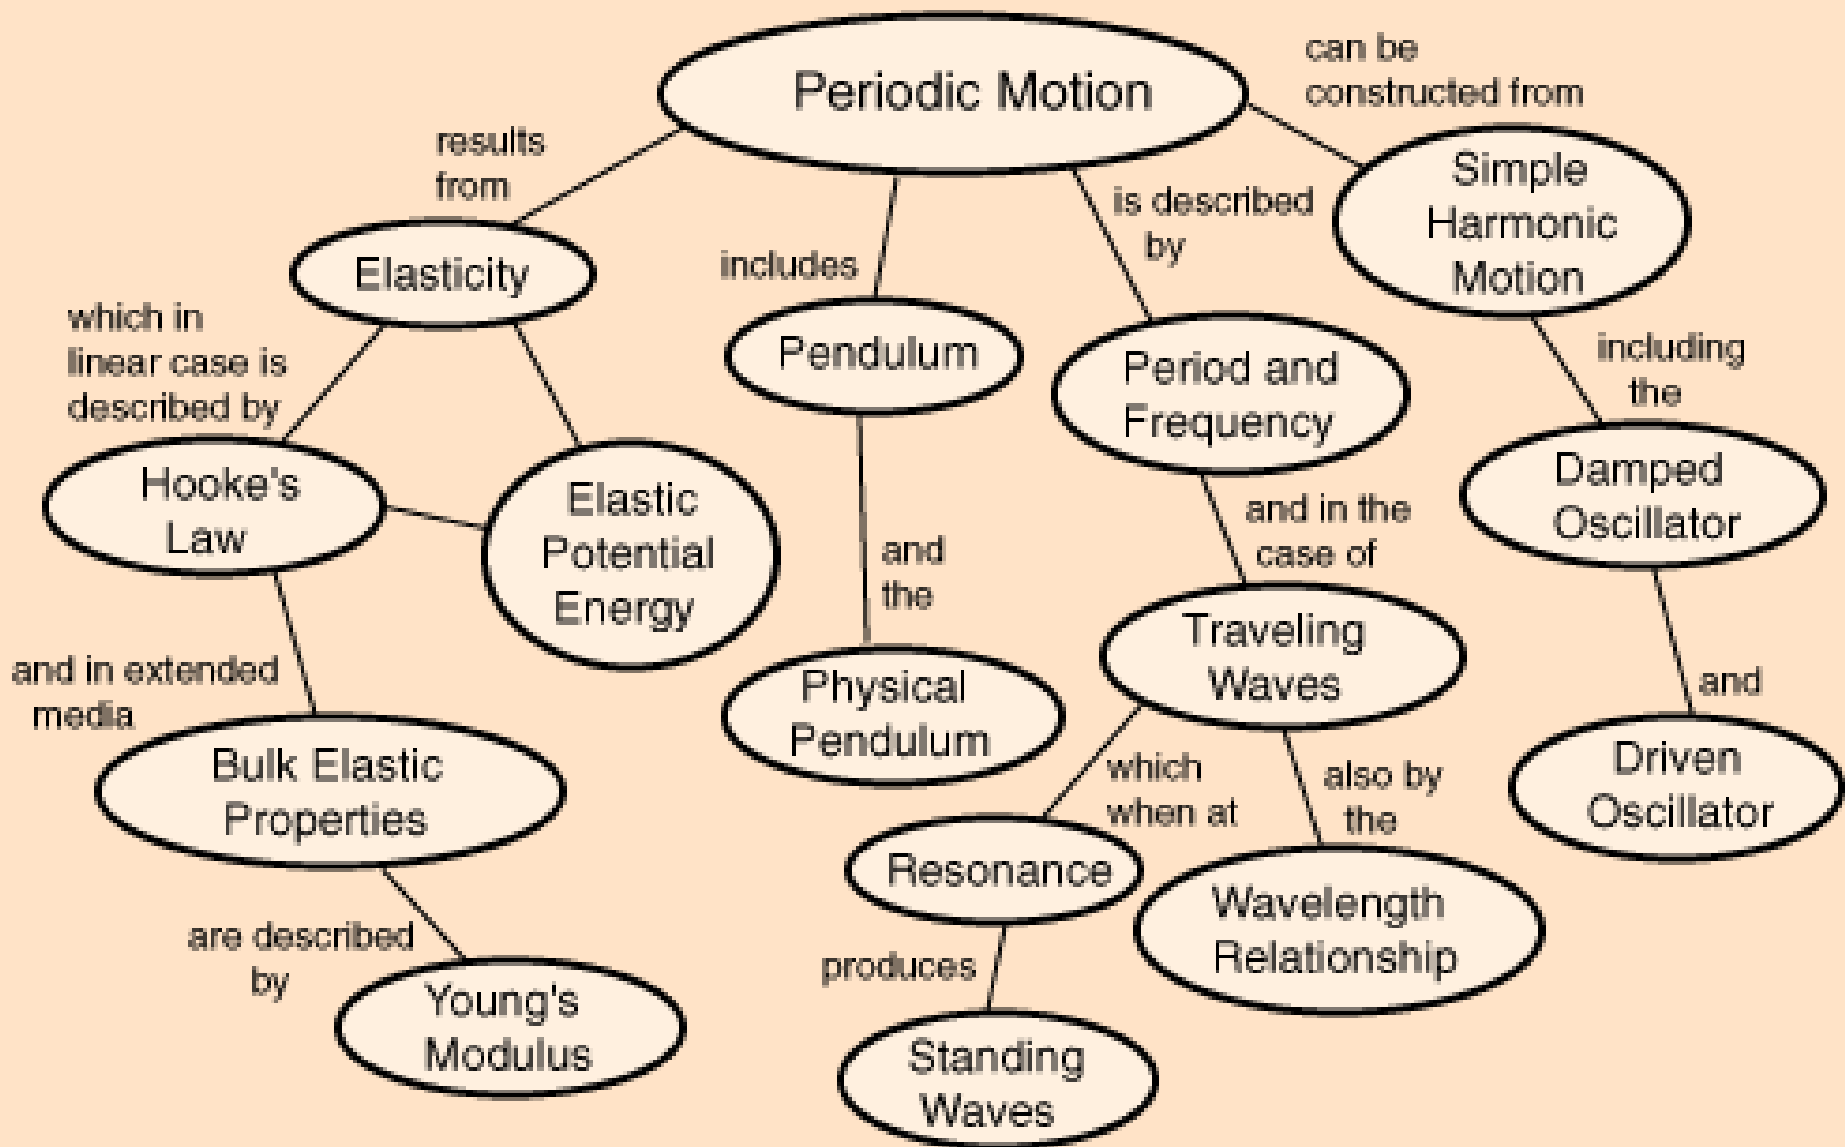 Periodic Motion
can be
constructed from
results
from
is described
by
Simple
Harmonic
Motion
Elasticity
includes
which in
linear case is
described by
Pendulum
Period and
Frequency
including
the
Hooke's
Law
Elastic
Potential
Energy
and
the
and in the
case of
Damped
Oscillator
and in extended
media
Physical
Pendulum
Traveling
Waves
and
Bulk Elastic
Properties
which
when at
also by
the
Driven
Oscillator
Resonance
Wavelength
Relationship
are described
by
produces
Young's
Modulus
Standing
Waves